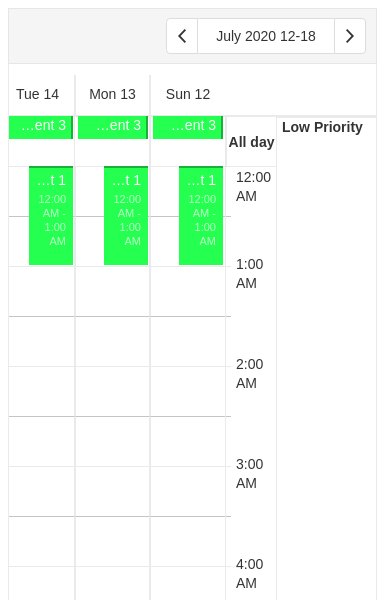 July 2020 12-18
Tue 14
Mon 13
Sun 12
...ent 3
...ent 3
...ent 3
All day
Low Priority
...t 1
12:00
AM -
1:00
AM
...t 1
12:00
AM -
1:00
AM
...t 1
12:00
AM -
1:00
AM
12:00
AM
1:00
AM
2:00
AM
3:00
AM
4:00
AM